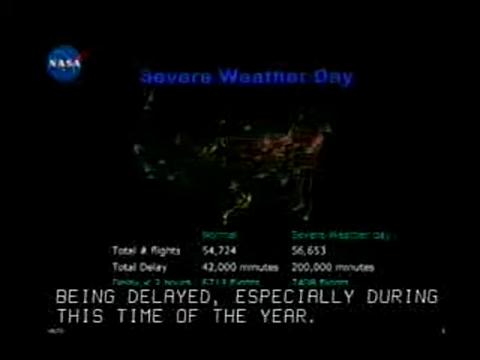 NASA
Severe Weather Day
Normal Severe Weather day
Total # flights 54,724 56,653
Total Delay 42,000 minutes 200,000 minutes
BEING DELAYED, ESPECIALLY DURING
THIS TIME OF THE YEAR.